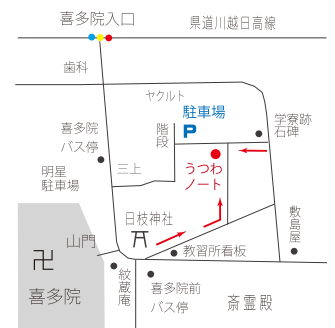 喜多院入口
県道川越日高線
歯科
ヤクルト
駐車場
P
階段
学寮跡
石碑
喜多院
バス停
うつわ
ノート
三上
明星
駐車場
日枝神社
敷島屋
山門
教習所看板
喜多院
紋蔵庵
喜多院前
バス停
斎霊殿